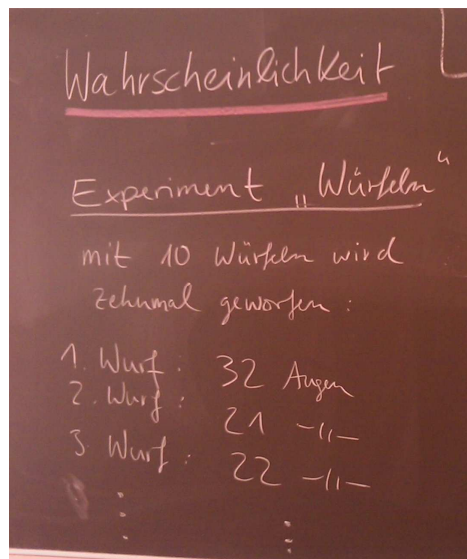 Wahrscheinlichkeit
Experiment „Würfeln“
mit 10 Würfeln wird
zehnmal geworfen :
1. Wurf : 32 Augen
2. Wurf : 21 -〃-
3. Wurf : 22 -〃-